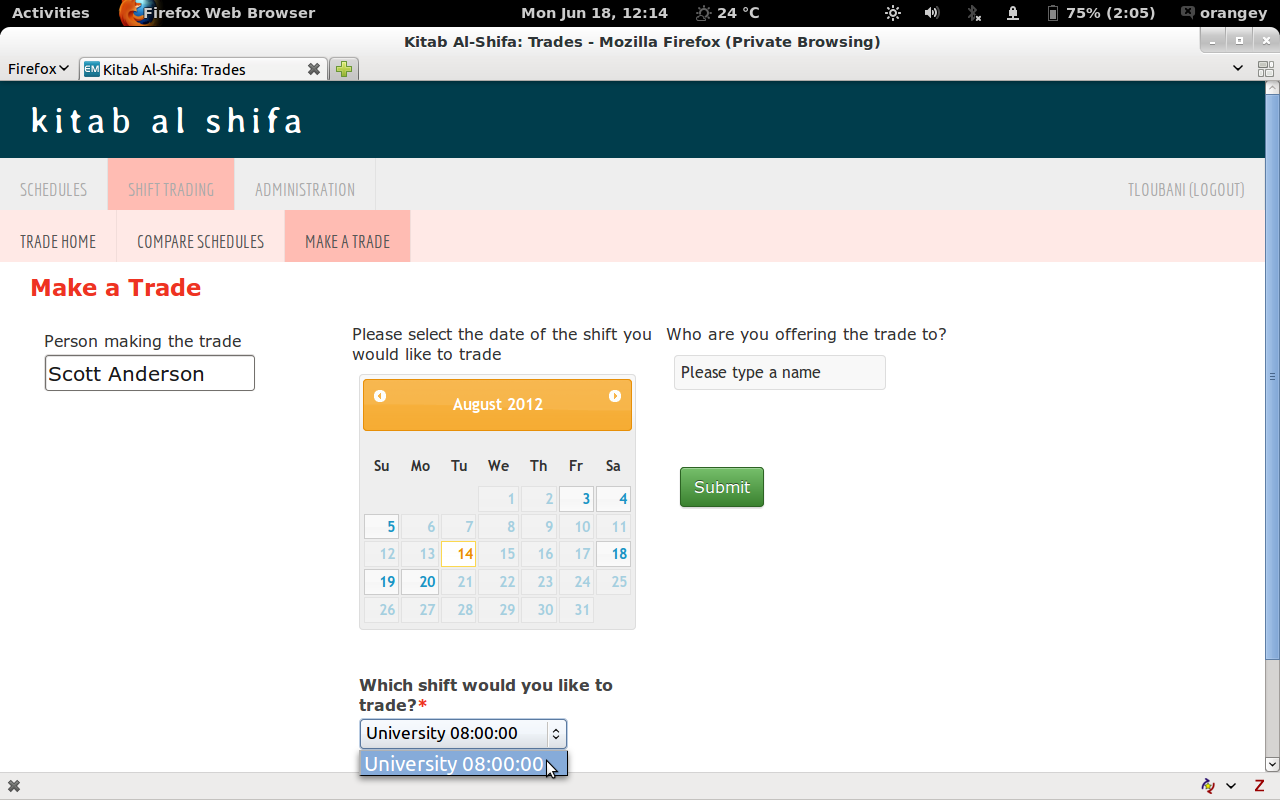 Activities Firefox Web Browser Mon Jun 18, 12:14 24 °C 75% (2:05) orangey
Kitab Al-Shifa: Trades - Mozilla Firefox (Private Browsing)
Firefox Kitab Al-Shifa: Trades
kitab al shifa
SCHEDULES SHIFT TRADING ADMINISTRATION TLOUBANI (LOGOUT)
TRADE HOME COMPARE SCHEDULES MAKE A TRADE
Make a Trade
Person making the trade
Scott Anderson
Please select the date of the shift you
would like to trade
August 2012
Su Mo Tu We Th Fr Sa
1 2 3 4
5 6 7 8 9 10 11
12 13 14 15 16 17 18
19 20 21 22 23 24 25
26 27 28 29 30 31
Which shift would you like to
trade?*
University 08:00:00
University 08:00:00
Who are you offering the trade to?
Please type a name
Submit
Z